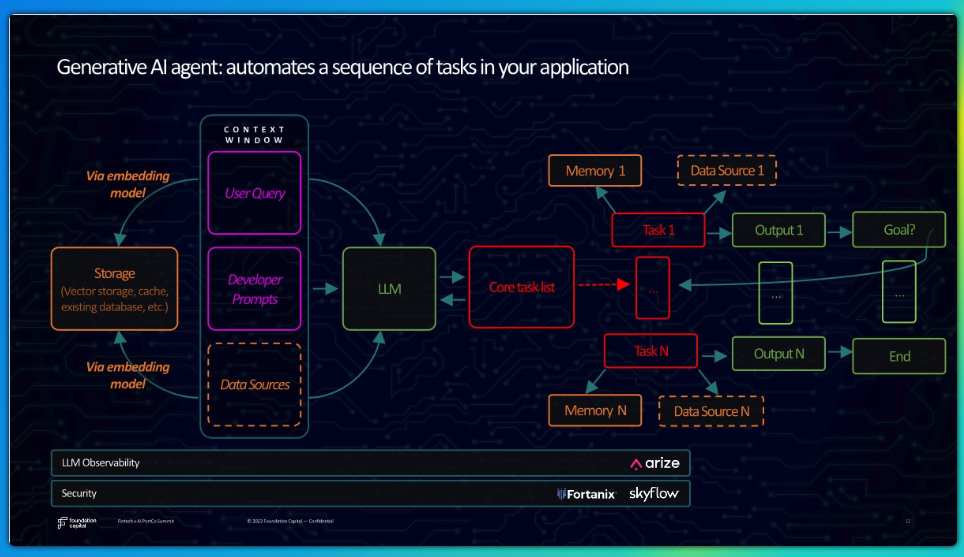 Generative AI agent: automates a sequence of tasks in your application
CONTEXT
WINDOW
Via embedding
model
User Query
Storage
(Vector storage, cache,
existing database, etc.)
Developer
Prompts
Via embedding
model
Data Sources
LLM
Core task list
Memory 1
Data Source 1
Task 1
Output 1
Goal?
...
...
...
Task N
Output N
End
Memory N
Data Source N
LLM Observability
arize
Security
Fortanix
skyflow
foundation
capital
Fintech x AI PortCo Summit
© 2023 Foundation Capital — Confidential
12